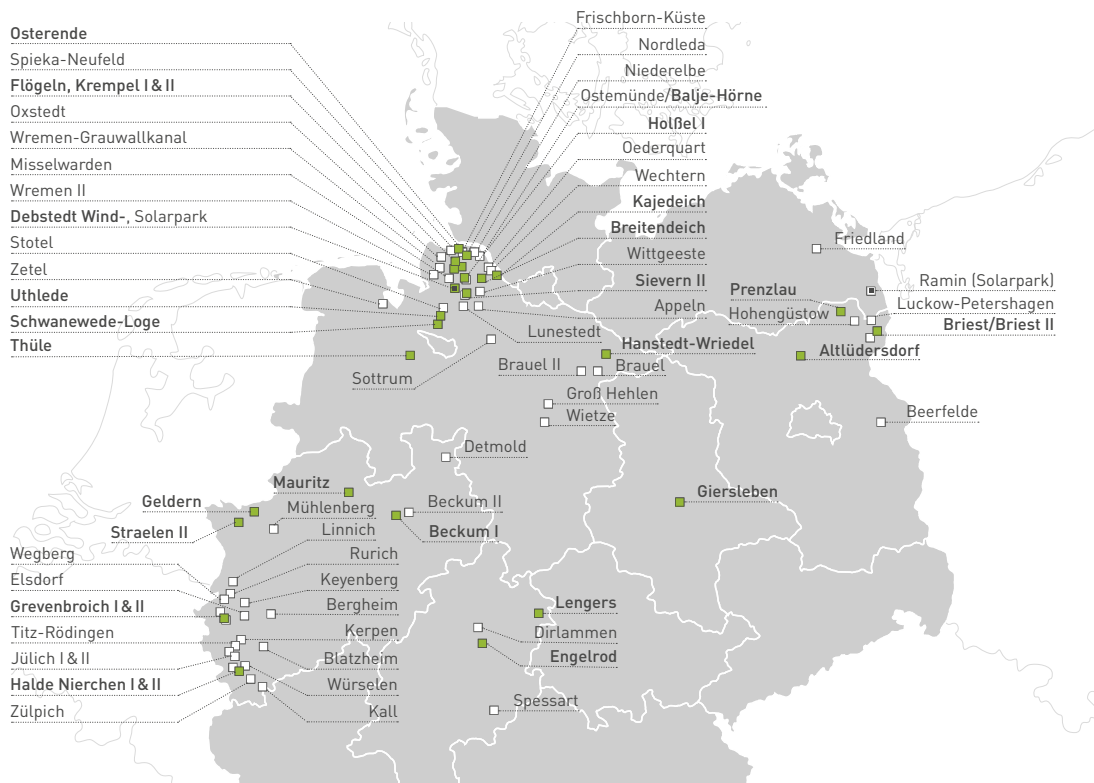 Osterende
Spieka-Neufeld
Flögeln, Krempel I & II
Oxstedt
Wremen-Grauwallkanal
Misselwarden
Wremen II
Debstedt Wind-, Solarpark
Stotel
Zetel
Uthlede
Schwanewede-Loge
Thüle
Frischborn-Küste
Nordleda
Niederelbe
Ostemünde/Balje-Hörne
Holßel I
Oederquart
Wechtern
Kajedeich
Breitendeich
Wittgeeste
Sievern II
Appeln
Lunestedt
Hanstedt-Wriedel
Sottrum
Brauel II
Brauel
Groß Hehlen
Wietze
Detmold
Friedland
Ramin (Solarpark)
Prenzlau
Luckow-Petershagen
Hohengüstow
Briest/Briest II
Altlüdersdorf
Beerfelde
Giersleben
Mauritz
Geldern
Mühlenberg
Beckum II
Straelen II
Beckum I
Linnich
Wegberg
Rurich
Elsdorf
Keyenberg
Grevenbroich I & II
Bergheim
Titz-Rödingen
Kerpen
Jülich I & II
Blatzheim
Halde Nierchen I & II
Würselen
Zülpich
Kall
Lengers
Dirlammen
Engelrod
Spessart